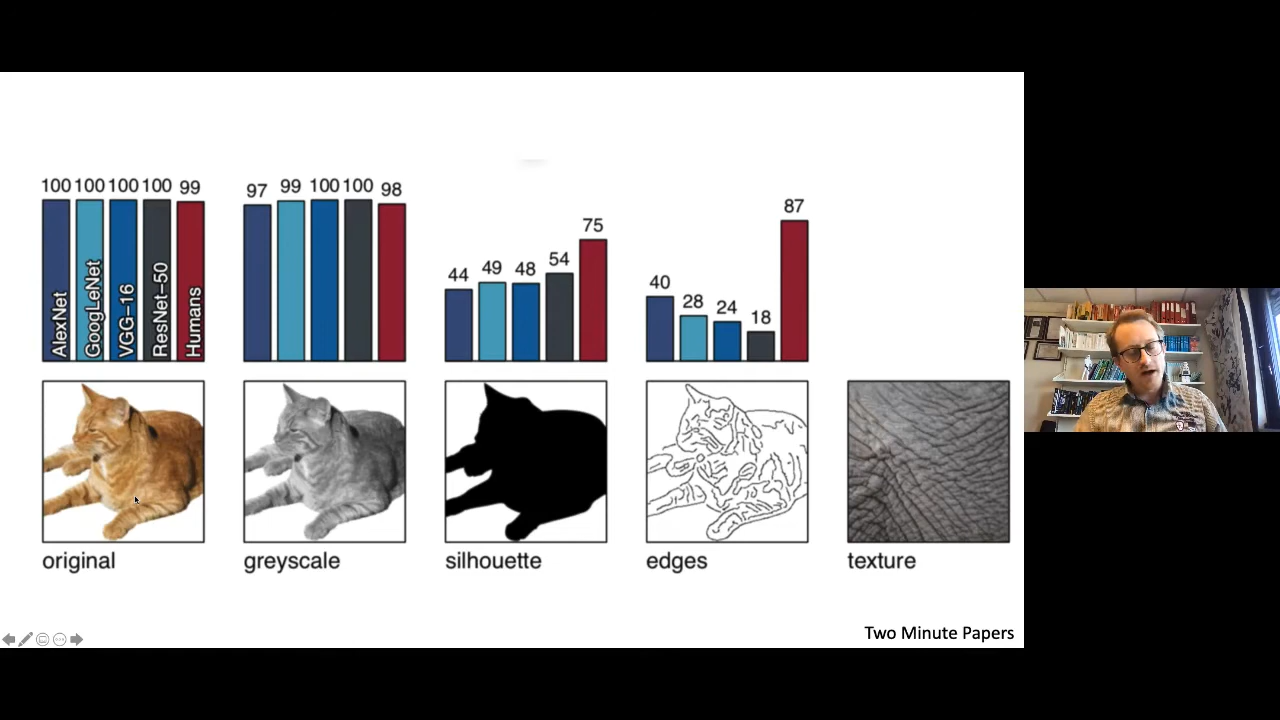 100 100 100 100 99
97 99 100 100 98
44 49 48 54 75
40 28 24 18 87
AlexNet
GoogLeNet
VGG-16
ResNet-50
Humans
original
greyscale
silhouette
edges
texture
Two Minute Papers